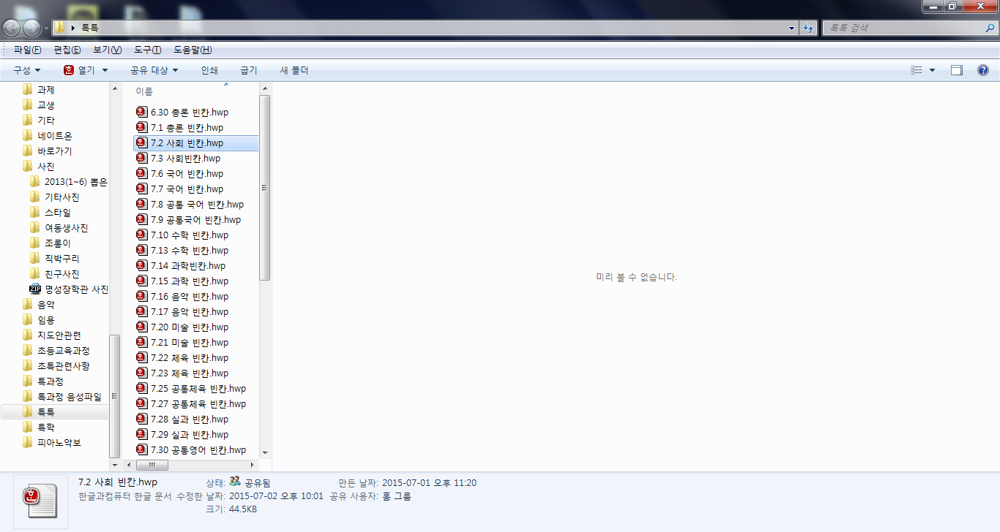 특특
특특 검색
파일(F) 편집(E) 보기(V) 도구(T) 도움말(H)
구성 열기 공유 대상 인쇄 굽기 새 폴더
과제
교생
기타
네이트온
바로가기
사진
2013(1~6) 뽑은
기타사진
스타일
여동생사진
조롱이
직박구리
친구사진
ZIP 명성장학관 사진
음악
임용
지도안관련
초등교육과정
초특관련사항
특과정
특과정 음성파일
특특
특학
피아노악보
이름
6.30 총론 빈칸.hwp
7.1 총론 빈칸.hwp
7.2 사회 빈칸.hwp
7.3 사회빈칸.hwp
7.6 국어 빈칸.hwp
7.7 국어 빈칸.hwp
7.8 공통 국어 빈칸.hwp
7.9 공통국어 빈칸.hwp
7.10 수학 빈칸.hwp
7.13 수학 빈칸.hwp
7.14 과학빈칸.hwp
7.15 과학 빈칸.hwp
7.16 음악 빈칸.hwp
7.17 음악 빈칸.hwp
7.20 미술 빈칸.hwp
7.21 미술 빈칸.hwp
7.22 체육 빈칸.hwp
7.23 체육 빈칸.hwp
7.25 공통체육 빈칸.hwp
7.27 공통체육 빈칸.hwp
7.28 실과 빈칸.hwp
7.29 실과 빈칸.hwp
7.30 공통영어 빈칸.hwp
미리 볼 수 없습니다.
7.2 사회 빈칸.hwp 상태: 공유됨 만든 날짜: 2015-07-01 오후 11:20
한글과컴퓨터 한글 문서 수정한 날짜: 2015-07-02 오후 10:01 공유 사용자: 홈 그룹
크기: 44.5KB